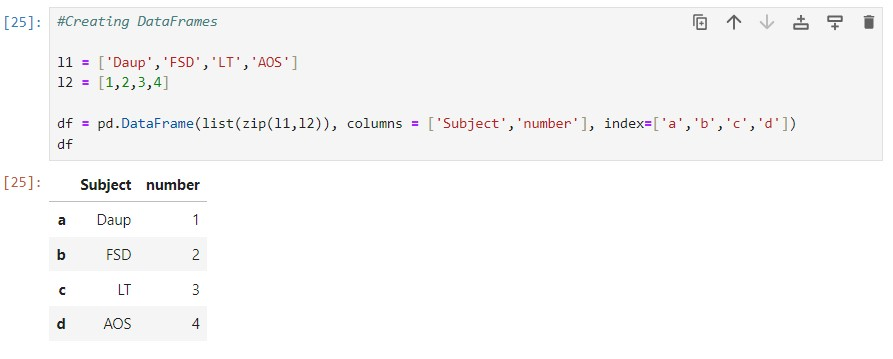 [25]: #Creating DataFrames
l1 = ['Daup','FSD','LT','AOS']
l2 = [1,2,3,4]
df = pd.DataFrame(list(zip(l1,l2)), columns = ['Subject','number'], index=['a','b','c','d'])
df
[25]:
Subject number
a Daup 1
b FSD 2
c LT 3
d AOS 4